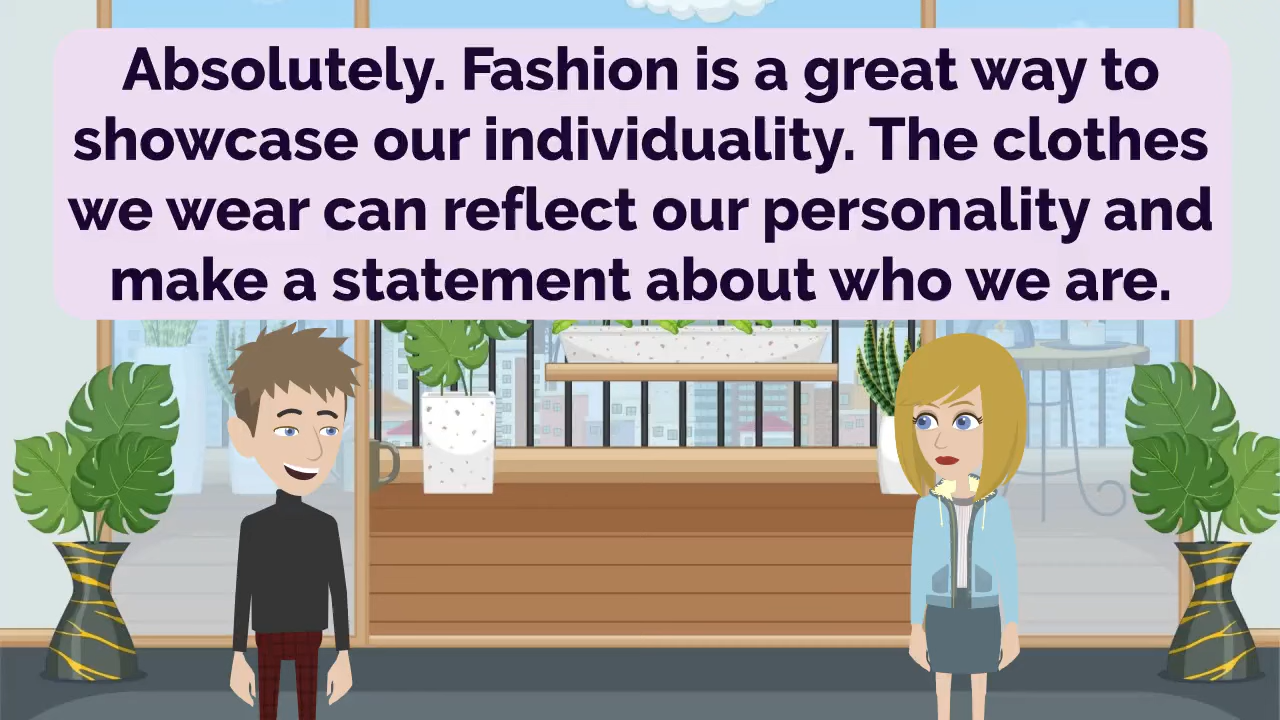 Absolutely. Fashion is a great way to
showcase our individuality. The clothes
we wear can reflect our personality and
make a statement about who we are.